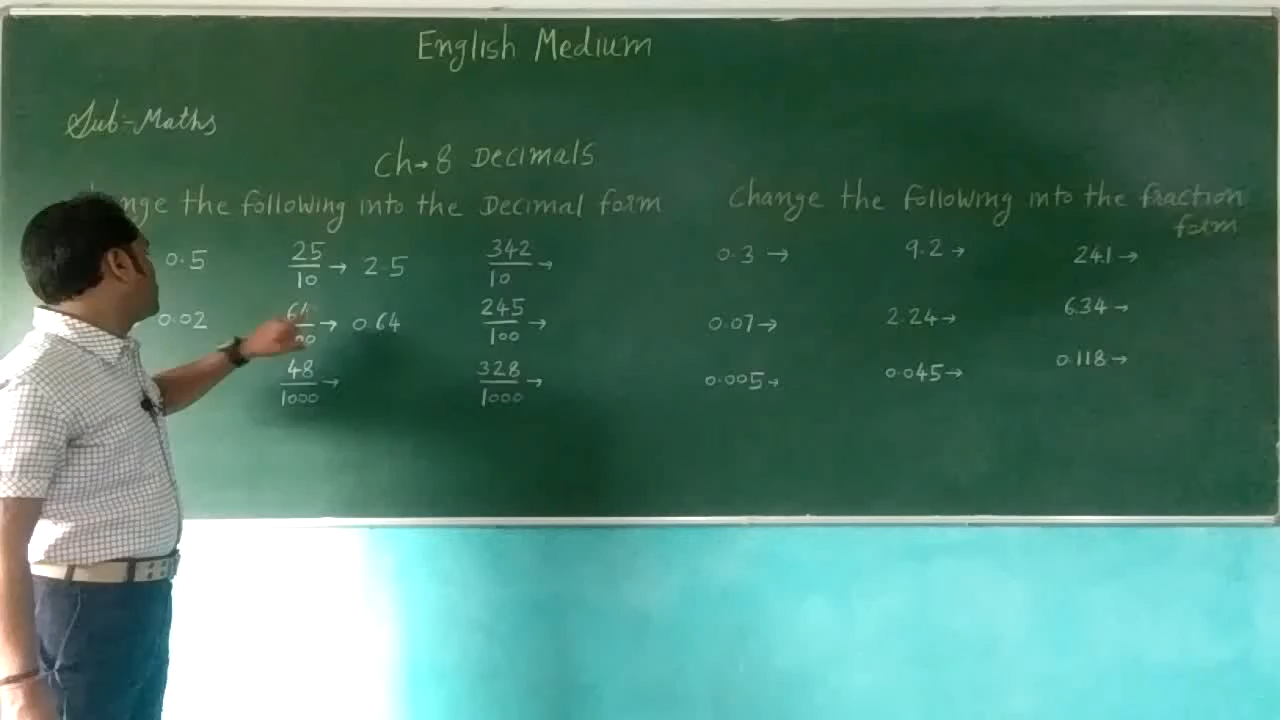 English Medium
Sub-Maths
Ch→8 Decimals
the following into the Decimal form
0.5 25/10 → 2.5 342/10 →
0.02 → 0.64 245/100 →
48/1000 → 328/1000 →
Change the following into the fraction
form
0.3 → 9.2 → 24.1 →
0.07 → 2.24 → 6.34 →
0.005 → 0.045 → 0.118 →